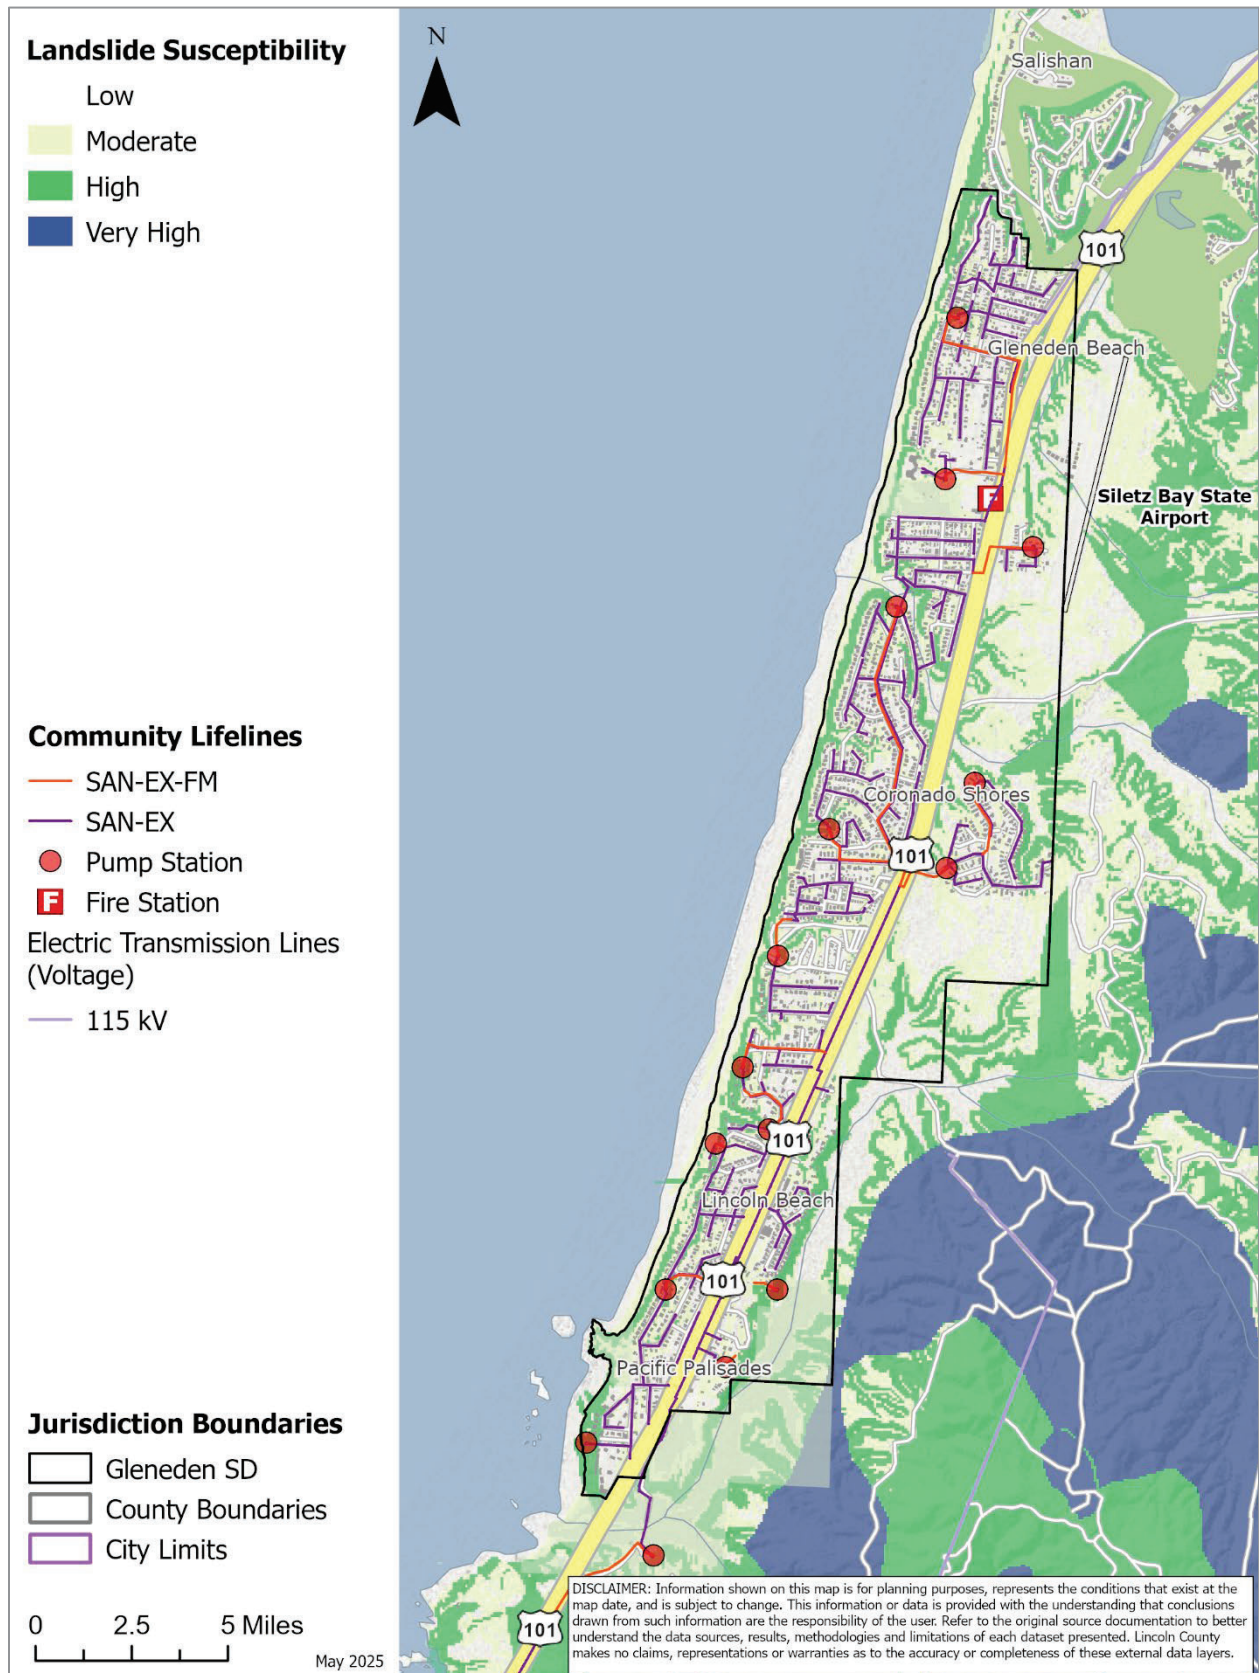 Landslide Susceptibility
Low
Moderate
High
Very High
Community Lifelines
SAN-EX-FM
SAN-EX
Pump Station
F
Fire Station
Electric Transmission Lines
(Voltage)
115 kV
Jurisdiction Boundaries
Gleneden SD
County Boundaries
City Limits
0 2.5 5 Miles
May 2025
N
Salishan
101
Gleneden Beach
F
Siletz Bay State
Airport
Coronado Shores
101
101
Lincoln Beach
101
Pacific Palisades
101
DISCLAIMER: Information shown on this map is for planning purposes, represents the conditions that exist at the
map date, and is subject to change. This information or data is provided with the understanding that conclusions
drawn from such information are the responsibility of the user. Refer to the original source documentation to better
understand the data sources, results, methodologies and limitations of each dataset presented. Lincoln County
makes no claims, representations or warranties as to the accuracy or completeness of these external data layers.